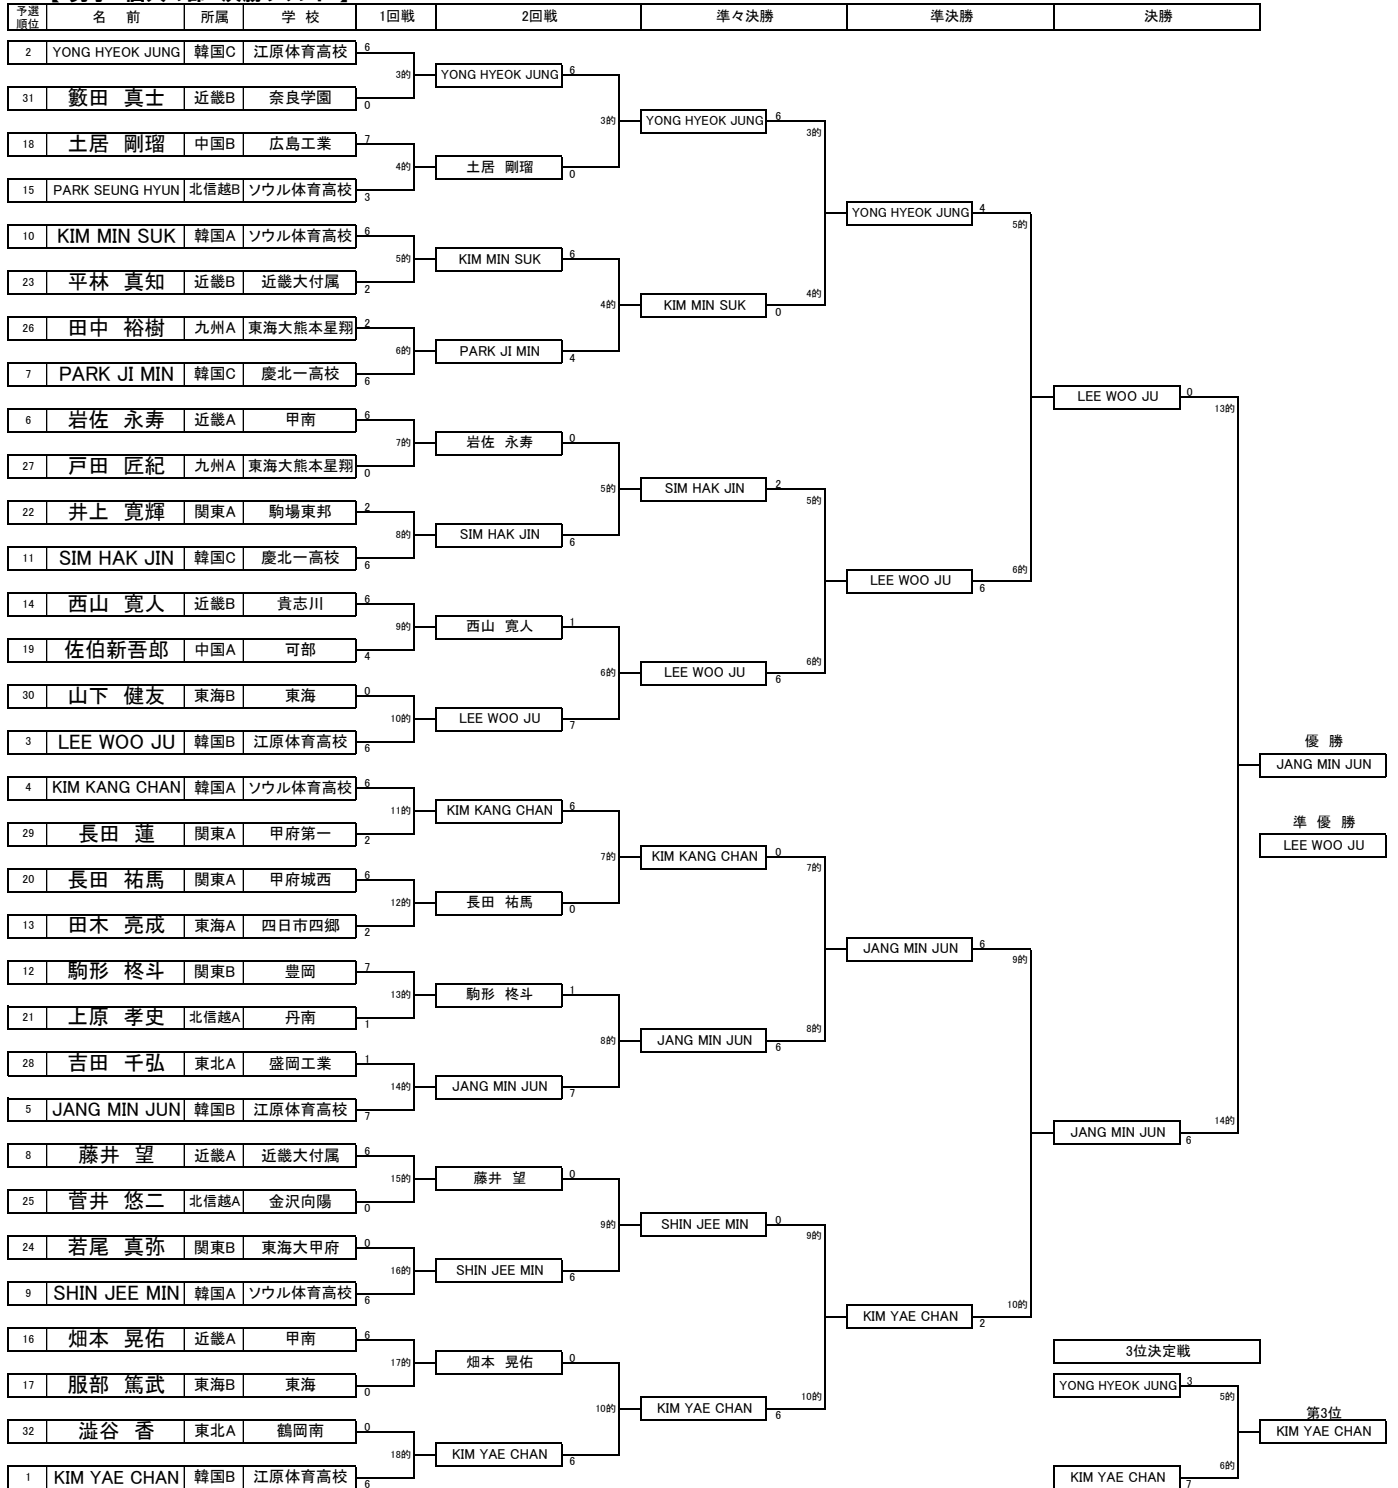 予選順位 名 前 所属 学 校 1回戦 2回戦 準々決勝 準決勝 決勝
2 YONG HYEOK JUNG 韓国C 江原体育高校 6
3的 YONG HYEOK JUNG 6
31 籔田 真士 近畿B 奈良学園 0
3的 YONG HYEOK JUNG 6
3的
18 土居 剛瑠 中国B 広島工業 7
4的 土居 剛瑠 0
15 PARK SEUNG HYUN 北信越B ソウル体育高校 3
YONG HYEOK JUNG 4
5的
10 KIM MIN SUK 韓国A ソウル体育高校 6
5的 KIM MIN SUK 6
23 平林 真知 近畿B 近畿大付属 2
4的
4的 KIM MIN SUK 0
26 田中 裕樹 九州A 東海大熊本星翔 2
6的 PARK JI MIN 4
7 PARK JI MIN 韓国C 慶北一高校 6
LEE WOO JU 0
13的
6 岩佐 永寿 近畿A 甲南 6
7的 岩佐 永寿 0
27 戸田 匠紀 九州A 東海大熊本星翔 0
5的 SIM HAK JIN 2
5的
22 井上 寛輝 関東A 駒場東邦 2
8的 SIM HAK JIN 6
11 SIM HAK JIN 韓国C 慶北一高校 6
6的
LEE WOO JU 6
14 西山 寛人 近畿B 貴志川 6
9的 西山 寛人 1
19 佐伯新吾郎 中国A 可部 4
6的
6的 LEE WOO JU 6
30 山下 健友 東海B 東海 0
10的 LEE WOO JU 7
3 LEE WOO JU 韓国B 江原体育高校 6
優 勝
JANG MIN JUN
4 KIM KANG CHAN 韓国A ソウル体育高校 6
11的 KIM KANG CHAN 6
準 優 勝
29 長田 蓮 関東A 甲府第一 2
LEE WOO JU
7的 KIM KANG CHAN 0
7的
20 長田 祐馬 関東A 甲府城西 6
12的 長田 祐馬 0
13 田木 亮成 東海A 四日市四郷 2
JANG MIN JUN 6
9的
12 駒形 柊斗 関東B 豊岡 7
13的 駒形 柊斗 1
21 上原 孝史 北信越A 丹南 1
8的
8的 JANG MIN JUN 6
28 吉田 千弘 東北A 盛岡工業 1
14的 JANG MIN JUN 7
5 JANG MIN JUN 韓国B 江原体育高校 7
14的
JANG MIN JUN 6
8 藤井 望 近畿A 近畿大付属 6
15的 藤井 望 0
25 菅井 悠二 北信越A 金沢向陽 0
9的 SHIN JEE MIN 0
9的
24 若尾 真弥 関東B 東海大甲府 0
16的 SHIN JEE MIN 6
9 SHIN JEE MIN 韓国A ソウル体育高校 6
10的
KIM YAE CHAN 2
16 畑本 晃佑 近畿A 甲南 6
3位決定戦
17的 畑本 晃佑 0
17 服部 篤武 東海B 東海 0
YONG HYEOK JUNG 3
5的
10的
10的 KIM YAE CHAN 6
第3位
32 澁谷 香 東北A 鶴岡南 0
KIM YAE CHAN
18的 KIM YAE CHAN 6
6的
1 KIM YAE CHAN 韓国B 江原体育高校 6
KIM YAE CHAN 7